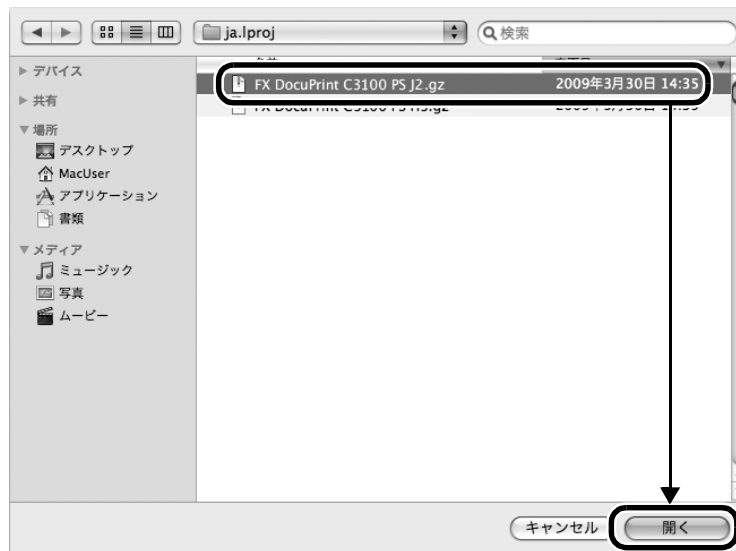 ja.lproj
検索
デバイス
共有
場所
デスクトップ
MacUser
アプリケーション
書類
メディア
ミュージック
写真
ムービー
FX DocuPrint C3100 PS J2.gz 2009年3月30日 14:35
キャンセル
開く